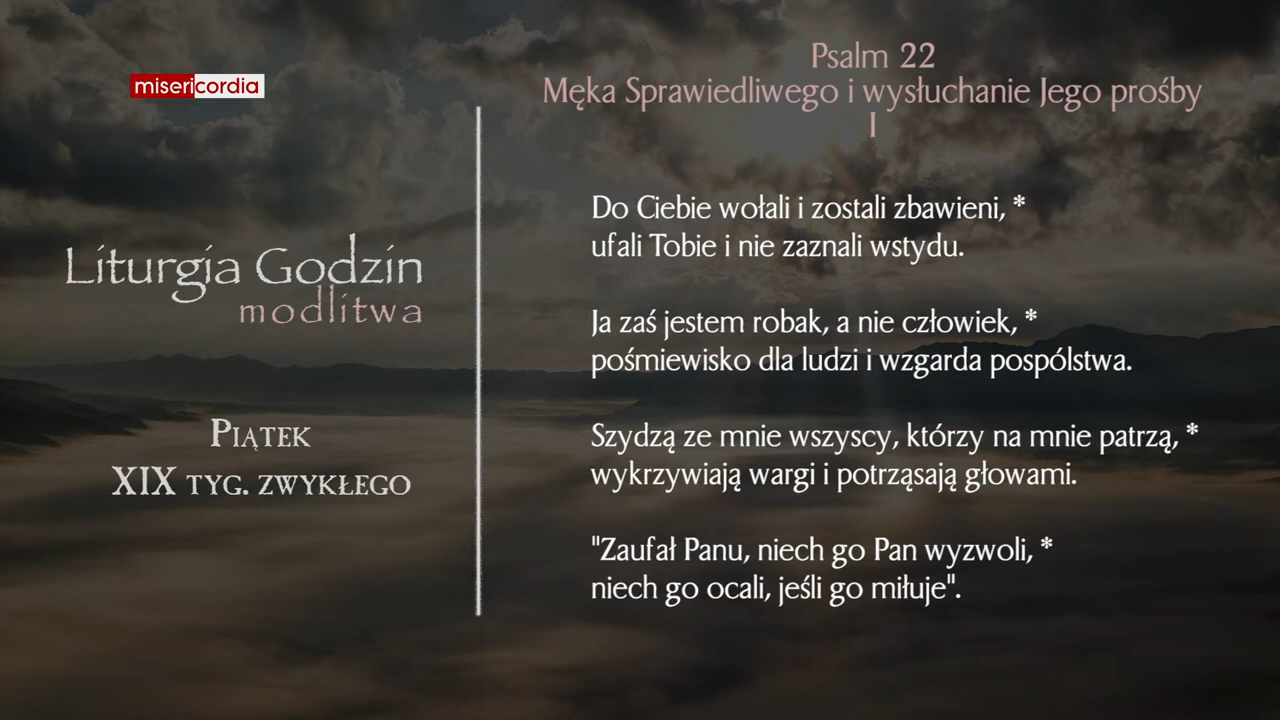 misericordia
Liturgia Godzin
modlitwa
Piątek
XIX tyg. zwykłego
Psalm 22
Męka Sprawiedliwego i wysłuchanie Jego prośby
I
Do Ciebie wołali i zostali zbawieni, *
ufali Tobie i nie zaznali wstydu.
Ja zaś jestem robak, a nie człowiek, *
pośmiewisko dla ludzi i wzgarda pospólstwa.
Szydzą ze mnie wszyscy, którzy na mnie patrzą, *
wykrzywiają wargi i potrząsają głowami.
"Zaufał Panu, niech go Pan wyzwoli, *
niech go ocali, jeśli go miłuje".